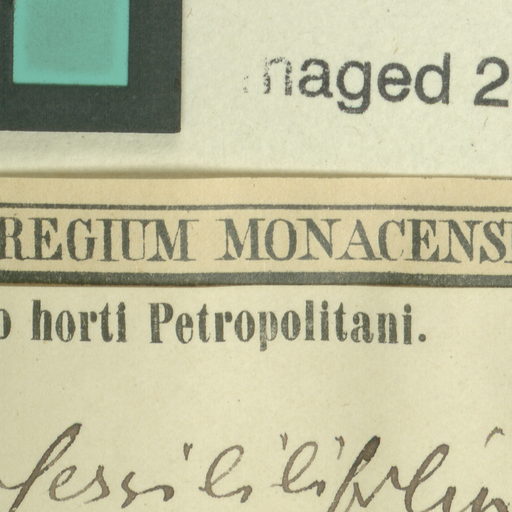 naged 2
REGIUM MONACENS
o horti Petropolitani.